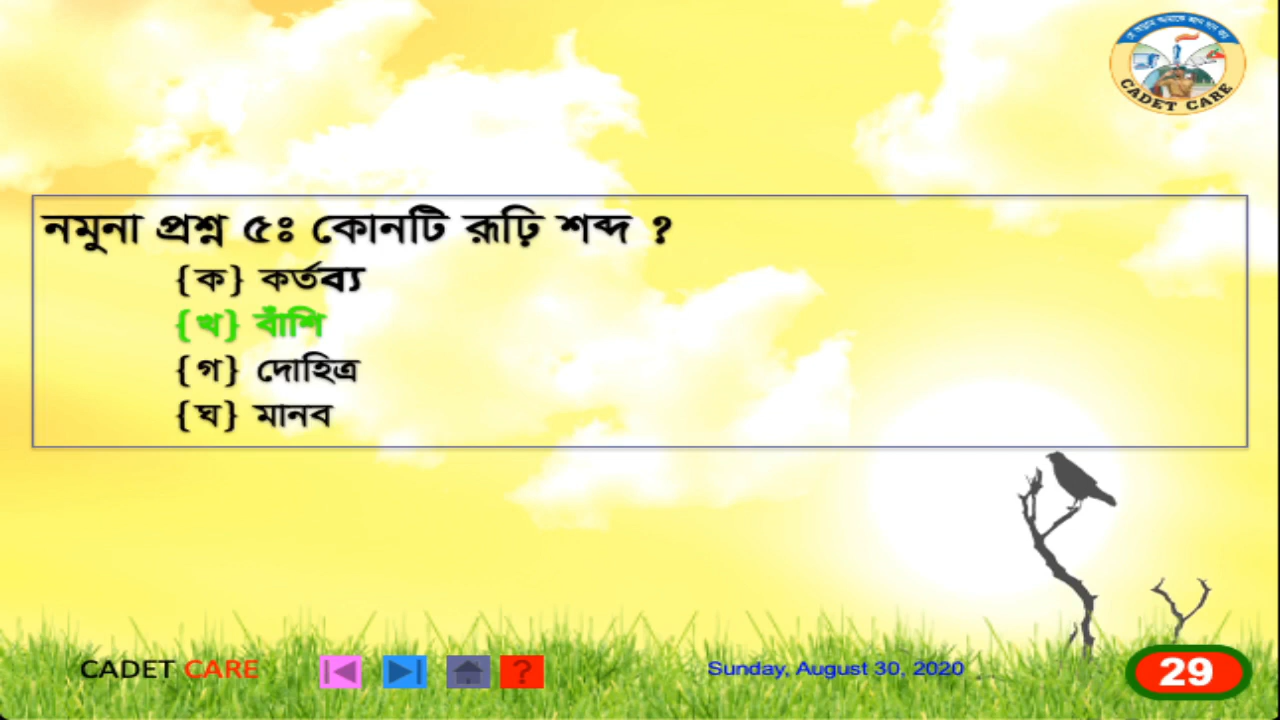 নমুনা প্রশ্ন ৫ঃ কোনটি রূঢ়ি শব্দ ?
{ক} কর্তব্য
{খ} বাঁশি
{গ} দোহিত্র
{ঘ} মানব
CADET CARE
CADET CARE
?
Sunday, August 30, 2020
29